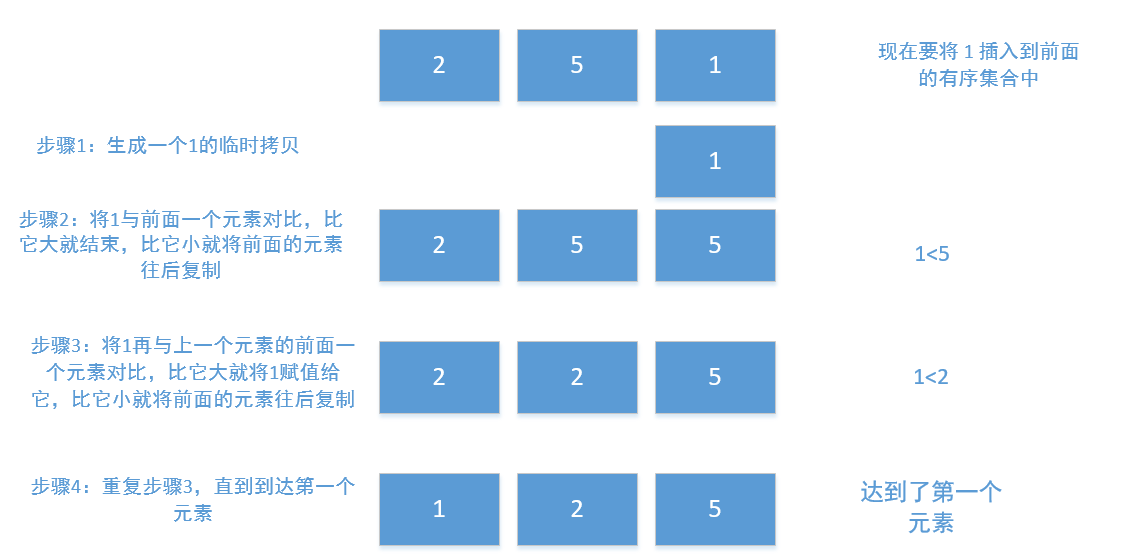 2 5 1
现在要将 1 插入到前面
的有序集合中
步骤1：生成一个1的临时拷贝
1
步骤2：将1与前面一个元素对比，比
它大就结束，比它小就将前面的元素
往后复制
2 5 5
1<5
步骤3：将1再与上一个元素的前面一
个元素对比，比它大就将1赋值给
它，比它小就将前面的元素往后复制
2 2 5
1<2
步骤4：重复步骤3，直到到达第一个
元素
1 2 5
达到了第一个
元素